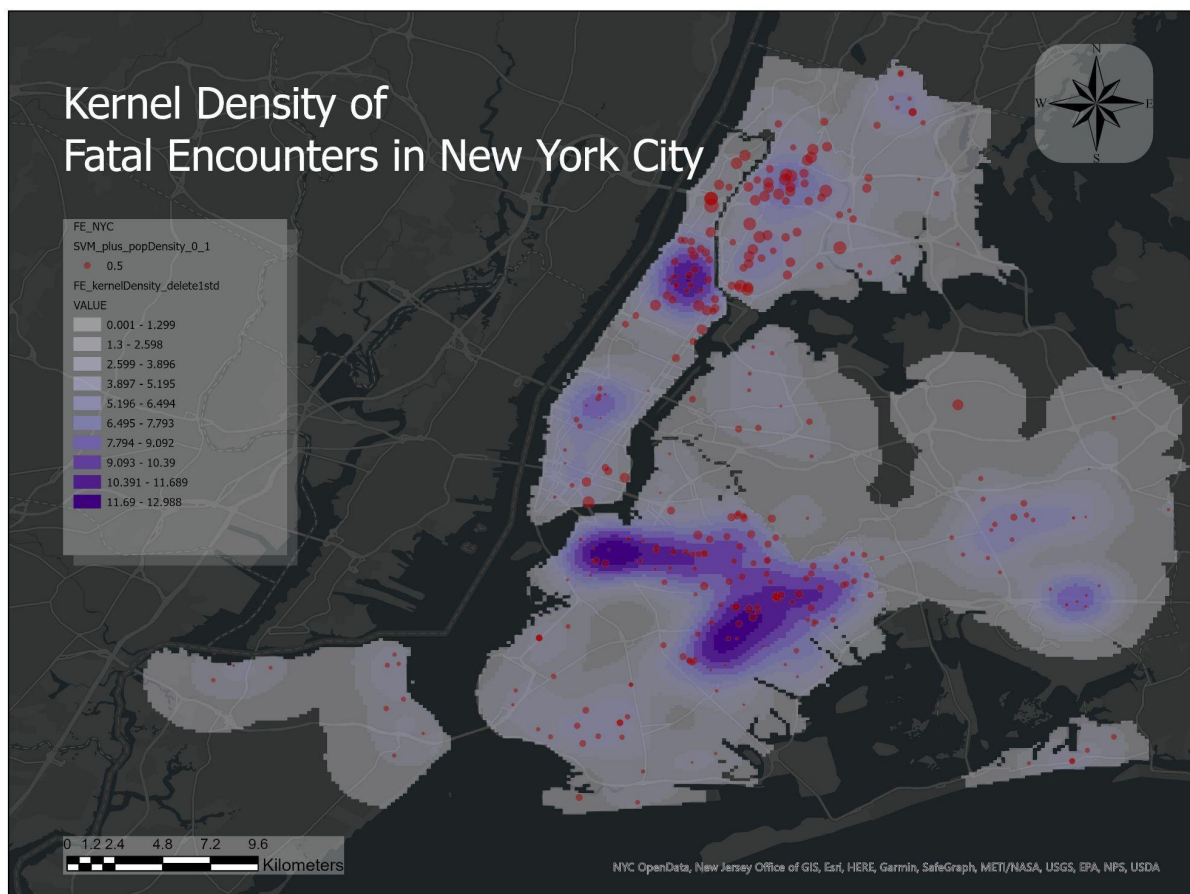 Kernel Density of
Fatal Encounters in New York City
N
W E
S
FE_NYC
SVM_plus_popDensity_0_1
0.5
FE_kernelDensity_delete1std
VALUE
0.001 - 1.299
1.3 - 2.598
2.599 - 3.896
3.897 - 5.195
5.196 - 6.494
6.495 - 7.793
7.794 - 9.092
9.093 - 10.39
10.391 - 11.689
11.69 - 12.988
0 1.2 2.4 4.8 7.2 9.6
Kilometers
NYC OpenData, New Jersey Office of GIS, Esri, HERE, Garmin, SafeGraph, METI/NASA, USGS, EPA, NPS, USDA